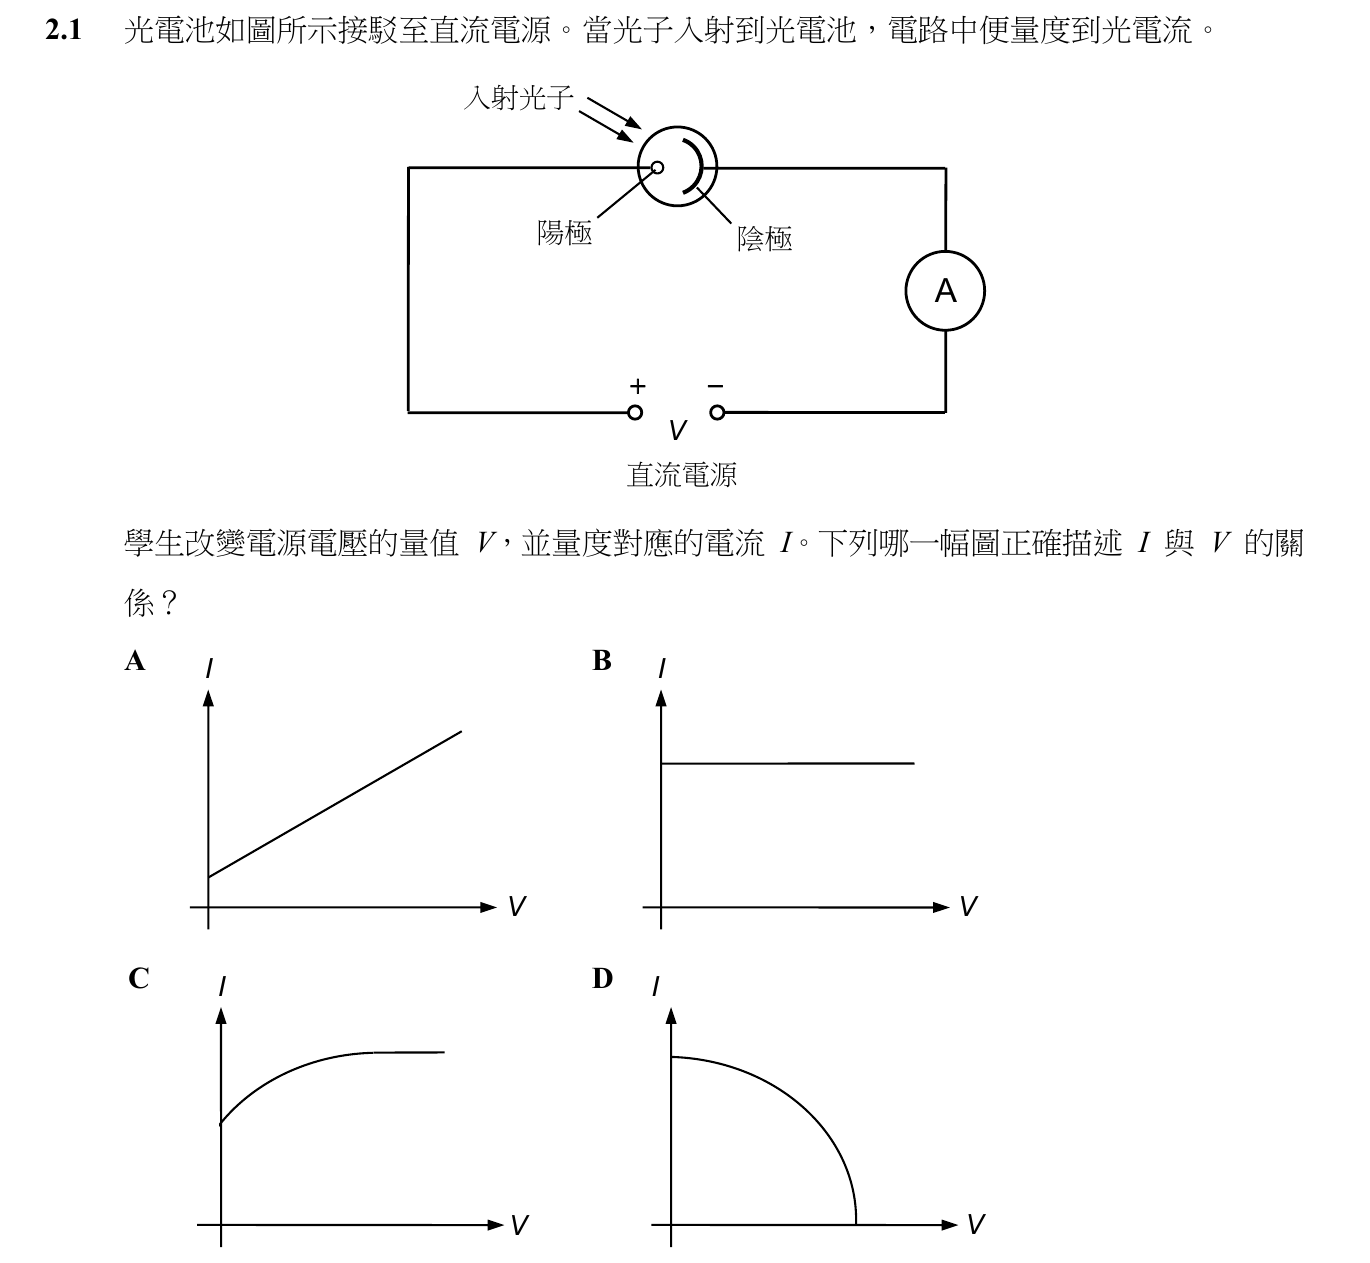 2.1 光電池如圖所示接駁至直流電源。當光子入射到光電池，電路中便量度到光電流。
入射光子
陽極
陰極
A
+ −
V
直流電源
學生改變電源電壓的量值 V，並量度對應的電流 I。下列哪一幅圖正確描述 I 與 V 的關
係？
A I B I
V V
C I D I
V V